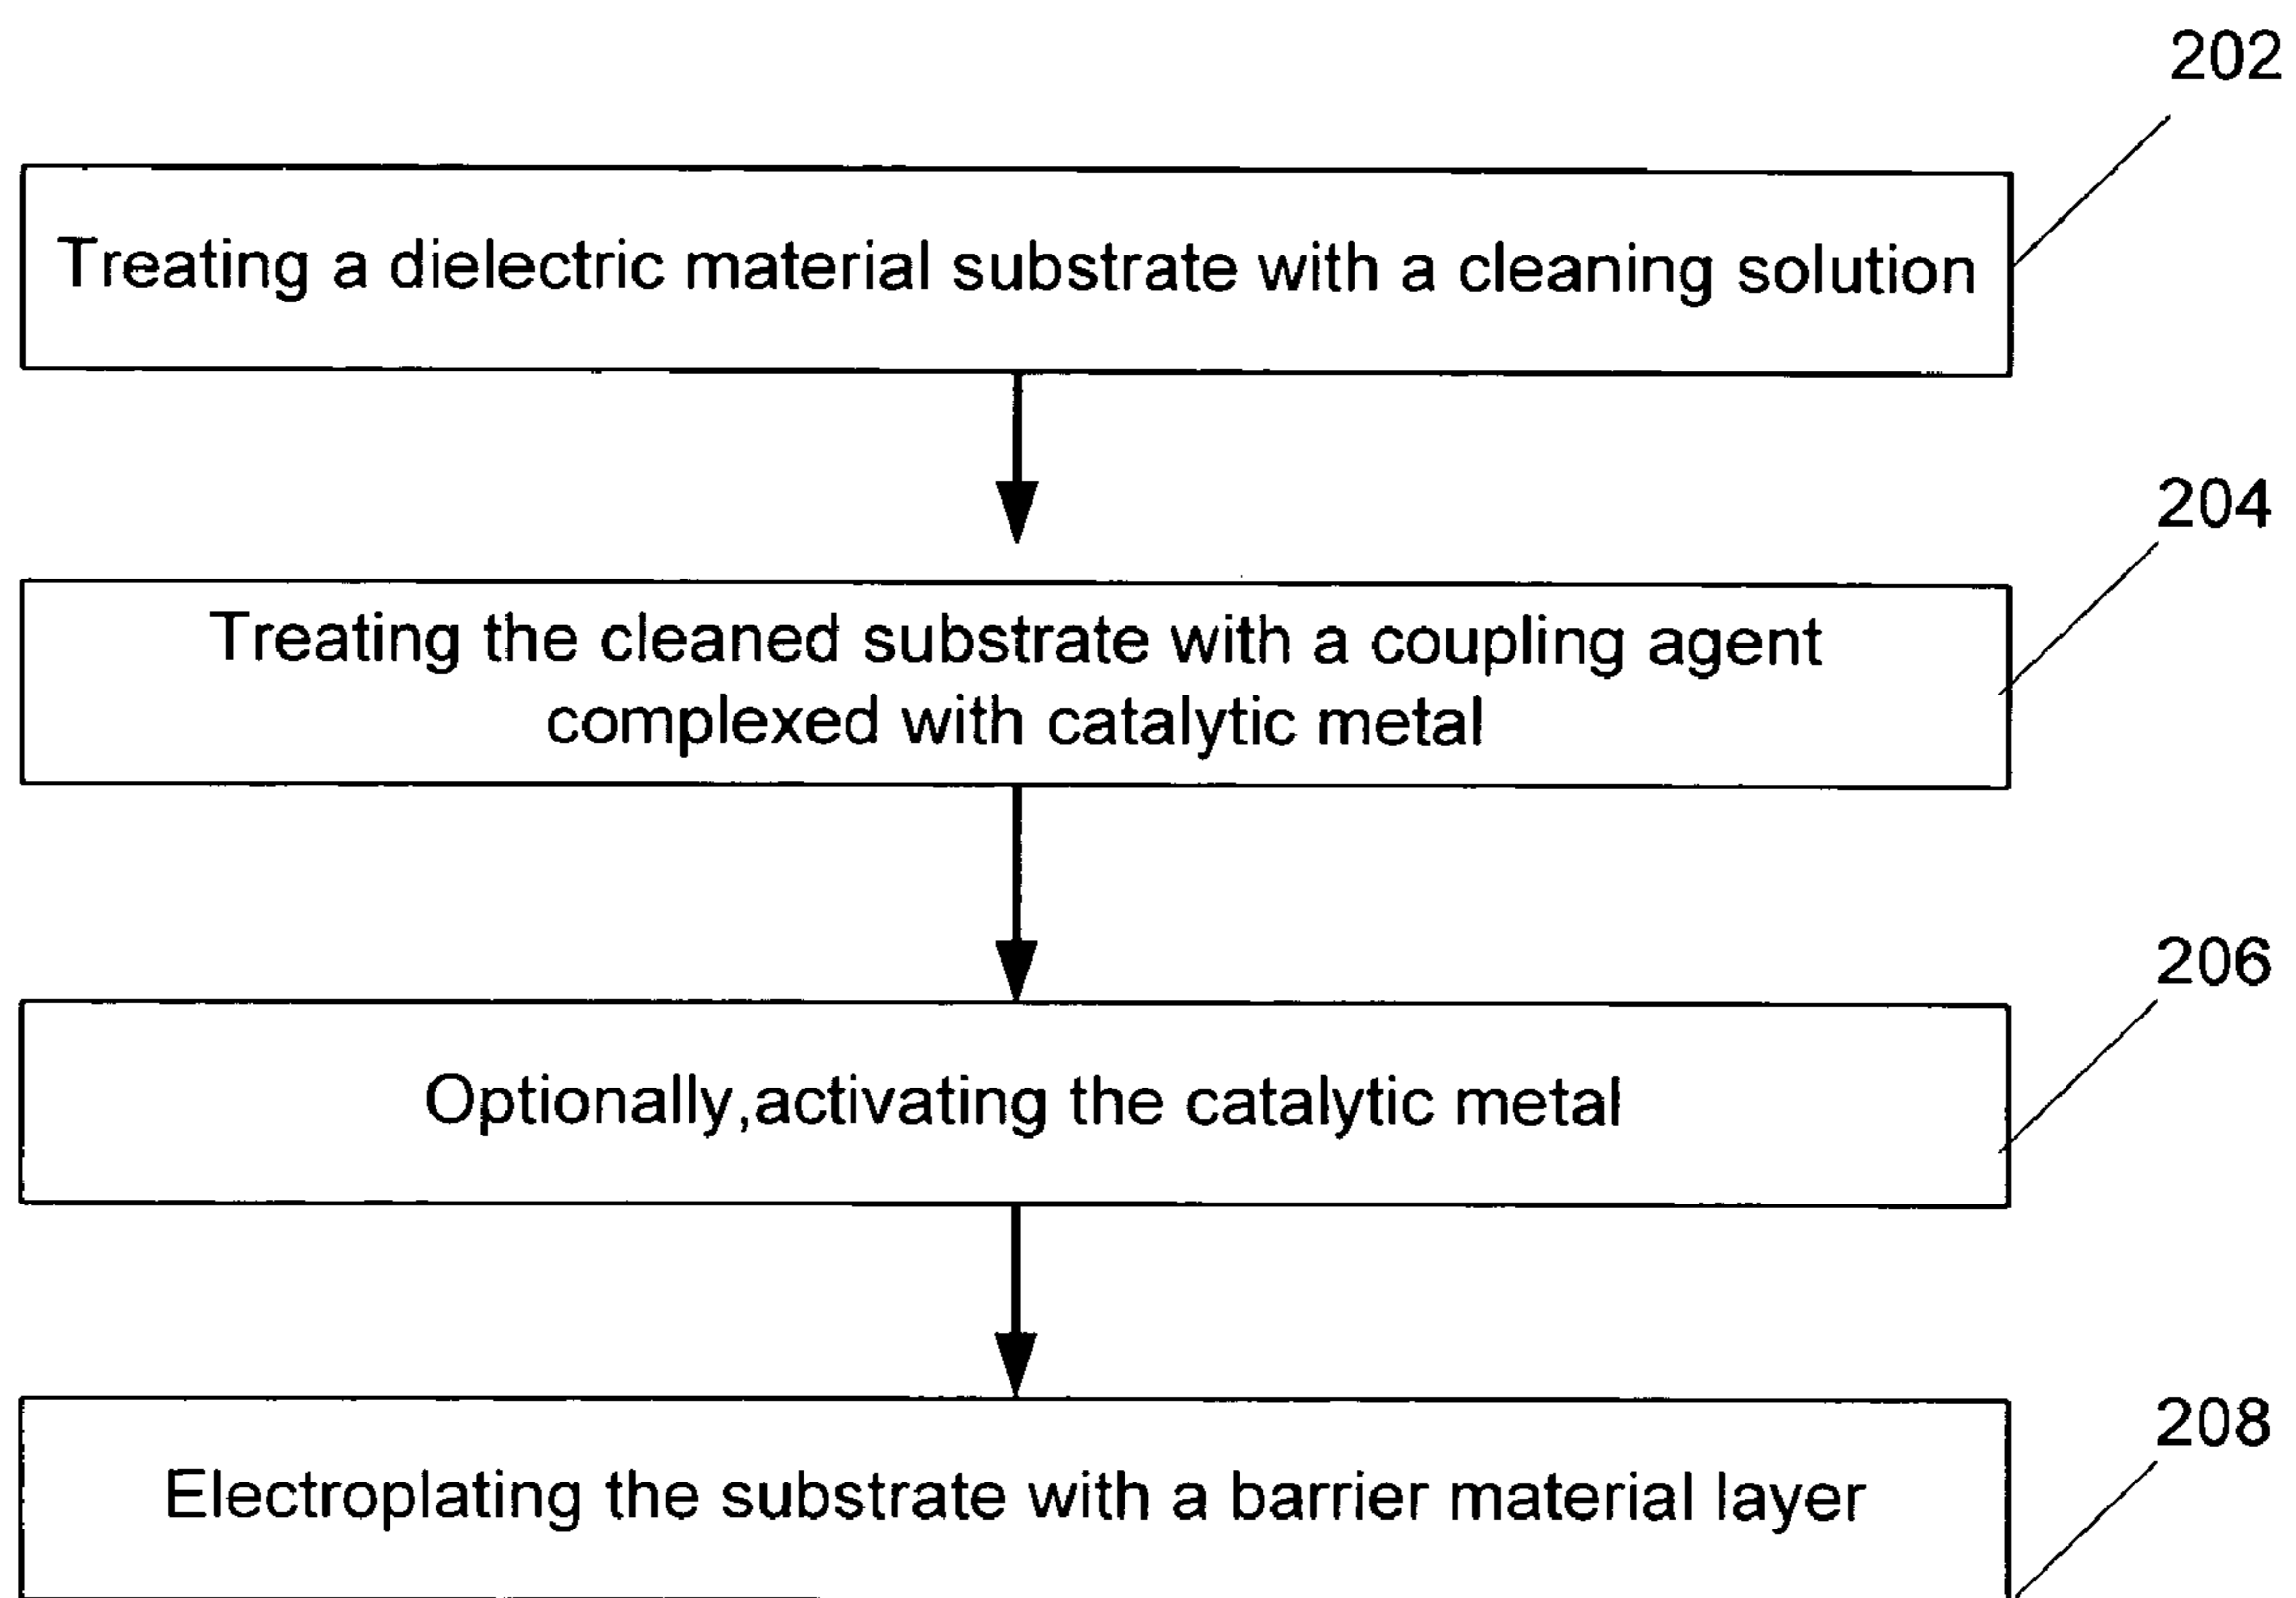 202
Treating a dielectric material substrate with a cleaning solution
204
Treating the cleaned substrate with a coupling agent
complexed with catalytic metal
206
Optionally,activating the catalytic metal
208
Electroplating the substrate with a barrier material layer